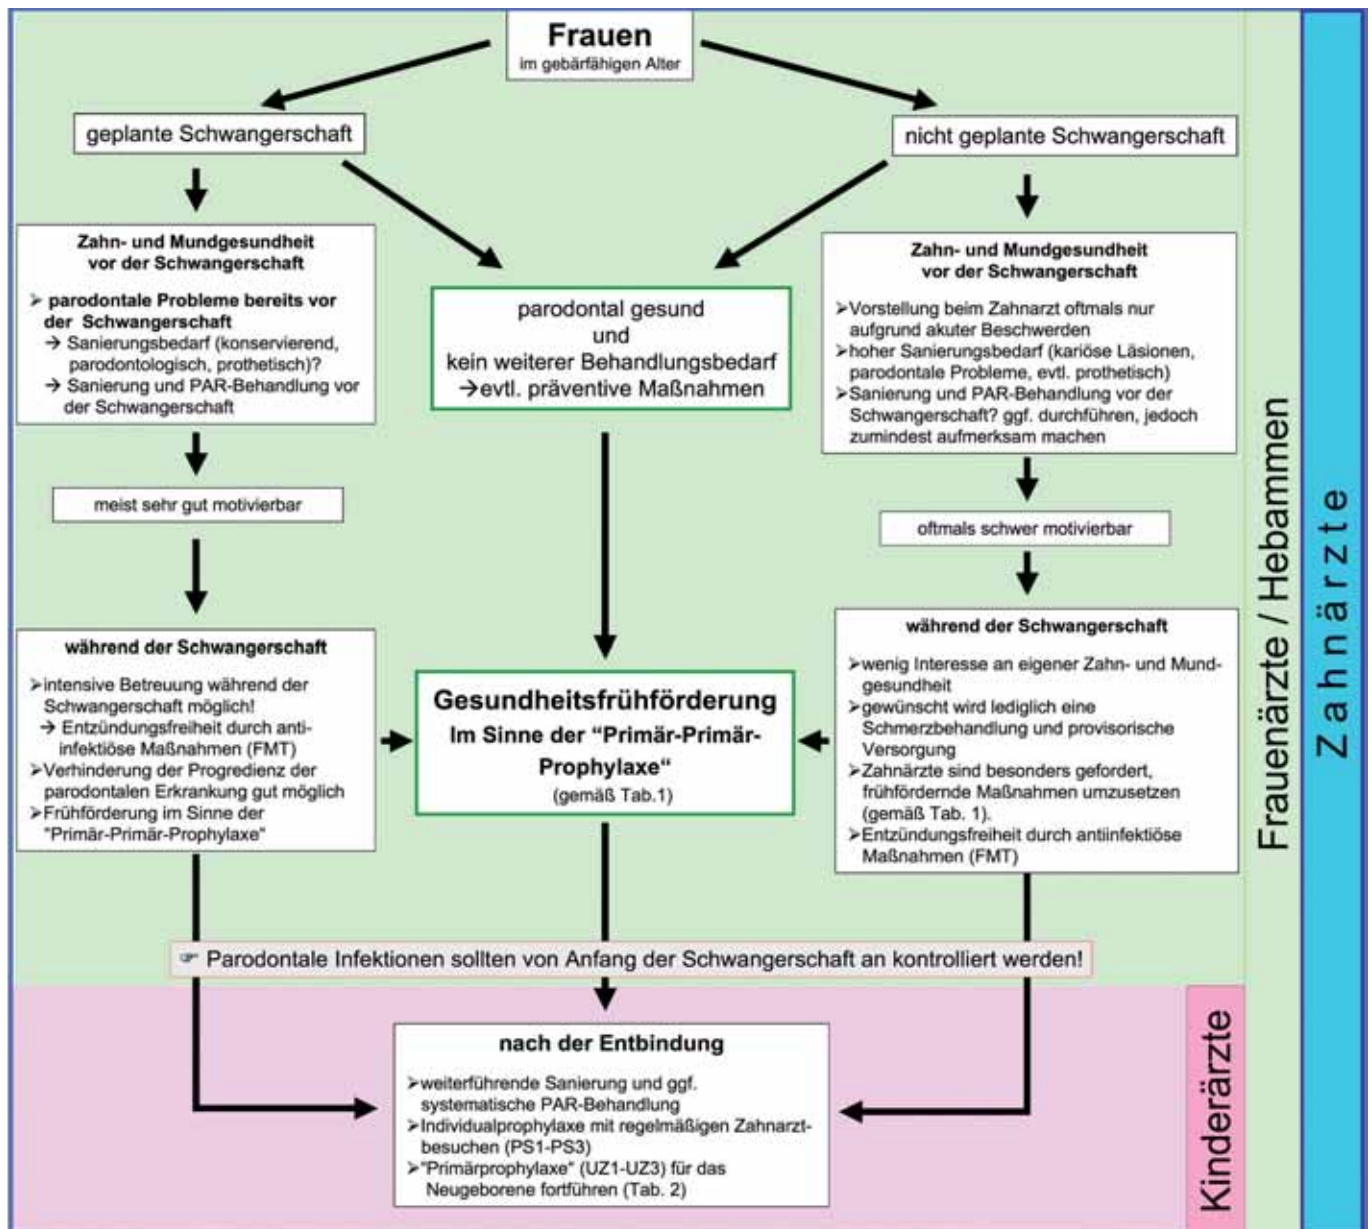 Frauen
im gebärfähigen Alter
geplante Schwangerschaft
nicht geplante Schwangerschaft
Zahn- und Mundgesundheit
vor der Schwangerschaft
➢ parodontale Probleme bereits vor
der Schwangerschaft
→ Sanierungsbedarf (konservierend,
parodontologisch, prothetisch)?
→ Sanierung und PAR-Behandlung vor
der Schwangerschaft
parodontal gesund
und
kein weiterer Behandlungsbedarf
→evtl. präventive Maßnahmen
Zahn- und Mundgesundheit
vor der Schwangerschaft
➢Vorstellung beim Zahnarzt oftmals nur
aufgrund akuter Beschwerden
➢hoher Sanierungsbedarf (kariöse Läsionen,
parodontale Probleme, evtl. prothetisch)
➢Sanierung und PAR-Behandlung vor der
Schwangerschaft? ggf. durchführen, jedoch
zumindest aufmerksam machen
meist sehr gut motivierbar
oftmals schwer motivierbar
während der Schwangerschaft
➢intensive Betreuung während der
Schwangerschaft möglich!
→ Entzündungsfreiheit durch anti-
infektiöse Maßnahmen (FMT)
➢Verhinderung der Progredienz der
parodontalen Erkrankung gut möglich
➢Frühförderung im Sinne der
"Primär-Primär-Prophylaxe"
Gesundheitsfrühförderung
Im Sinne der "Primär-Primär-
Prophylaxe"
(gemäß Tab.1)
während der Schwangerschaft
➢wenig Interesse an eigener Zahn- und Mund-
gesundheit
➢gewünscht wird lediglich eine
Schmerzbehandlung und provisorische
Versorgung
➢Zahnärzte sind besonders gefordert,
frühfördernde Maßnahmen umzusetzen
(gemäß Tab. 1).
➢Entzündungsfreiheit durch antiinfektiöse
Maßnahmen (FMT)
☞ Parodontale Infektionen sollten von Anfang der Schwangerschaft an kontrolliert werden!
nach der Entbindung
➢weiterführende Sanierung und ggf.
systematische PAR-Behandlung
➢Individualprophylaxe mit regelmäßigen Zahnarzt-
besuchen (PS1-PS3)
➢"Primärprophylaxe" (UZ1-UZ3) für das
Neugeborene fortführen (Tab. 2)
Kinderärzte
Frauenärzte / Hebammen
Zahnärzte